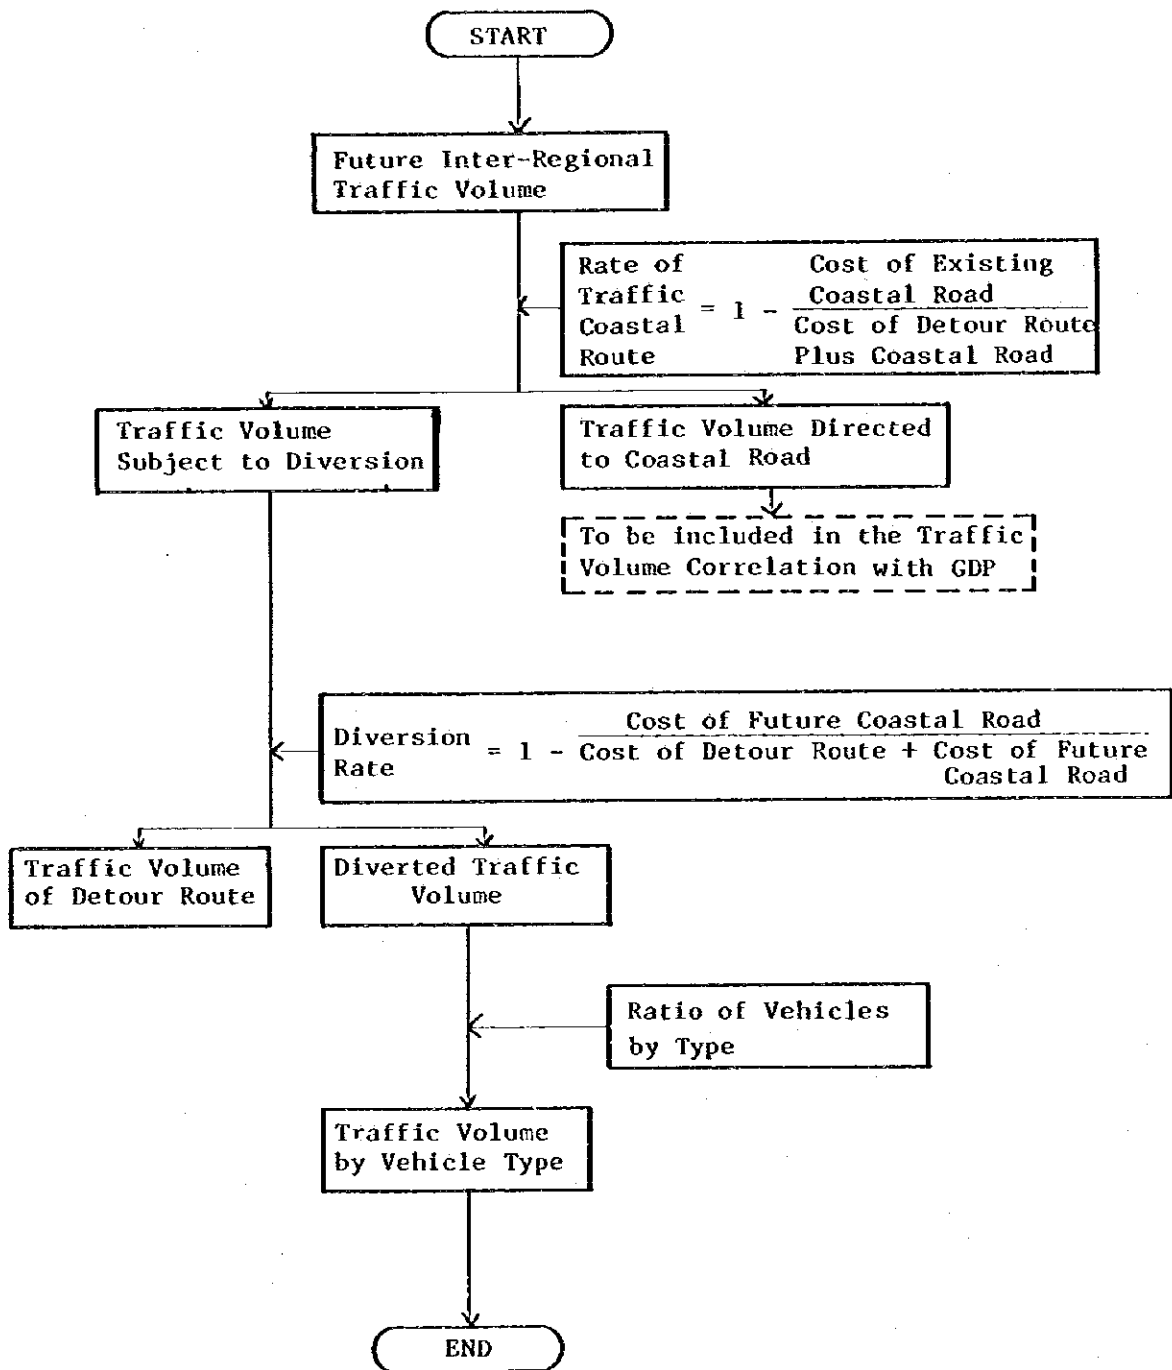 START
Future Inter-Regional
Traffic Volume
Rate of
Traffic
Coastal
Route
= 1 -
Cost of Existing
Coastal Road
Cost of Detour Route
Plus Coastal Road
Traffic Volume
Subject to Diversion
Traffic Volume Directed
to Coastal Road
To be included in the Traffic
Volume Correlation with GDP
Diversion
Rate
= 1 -
Cost of Future Coastal Road
Cost of Detour Route + Cost of Future
Coastal Road
Traffic Volume
of Detour Route
Diverted Traffic
Volume
Ratio of Vehicles
by Type
Traffic Volume
by Vehicle Type
END